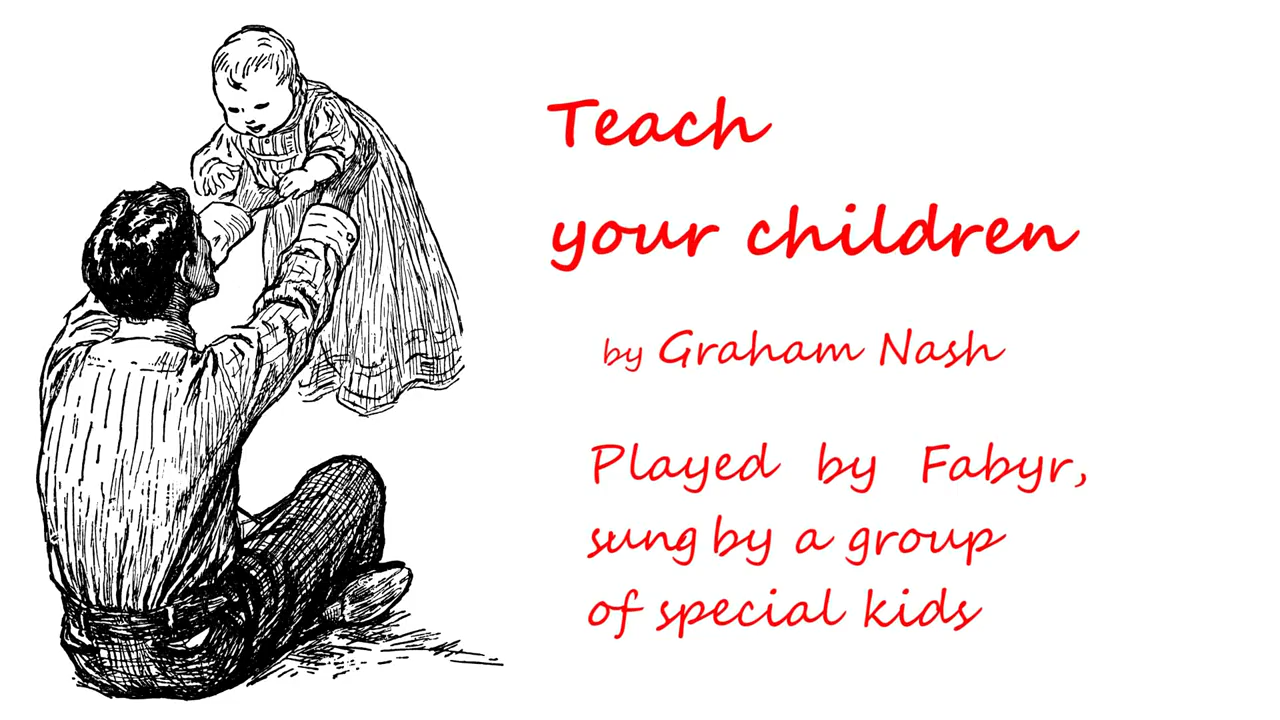 Teach
your children
by Graham Nash
Played by Fabyr,
sung by a group
of special kids